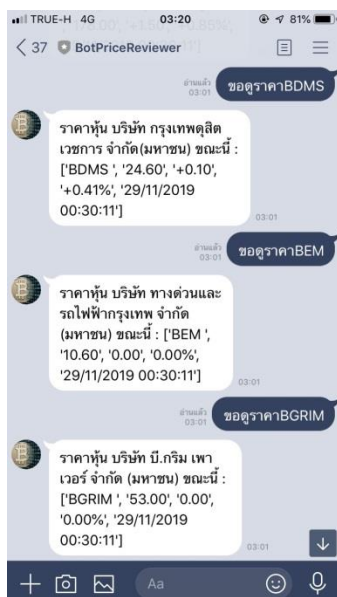 TRUE-H 4G 03:20 81%
37 BotPriceReviewer
อ่านแล้ว
03:01
ขอดูราคาBDMS
ราคาหุ้น บริษัท กรุงเทพดุสิต
เวชการ จำกัด(มหาชน) ขณะนี้ :
['BDMS ', '24.60', '+0.10',
'+0.41%', '29/11/2019
00:30:11']
03:01
อ่านแล้ว
03:01
ขอดูราคาBEM
ราคาหุ้น บริษัท ทางด่วนและ
รถไฟฟ้ากรุงเทพ จำกัด
(มหาชน) ขณะนี้ : ['BEM ',
'10.60', '0.00', '0.00%',
'29/11/2019 00:30:11']
03:01
อ่านแล้ว
03:01
ขอดูราคาBGRIM
ราคาหุ้น บริษัท บี.กริม เพา
เวอร์ จำกัด (มหาชน) ขณะนี้ :
['BGRIM ', '53.00', '0.00',
'0.00%', '29/11/2019
00:30:11']
03:01
Aa